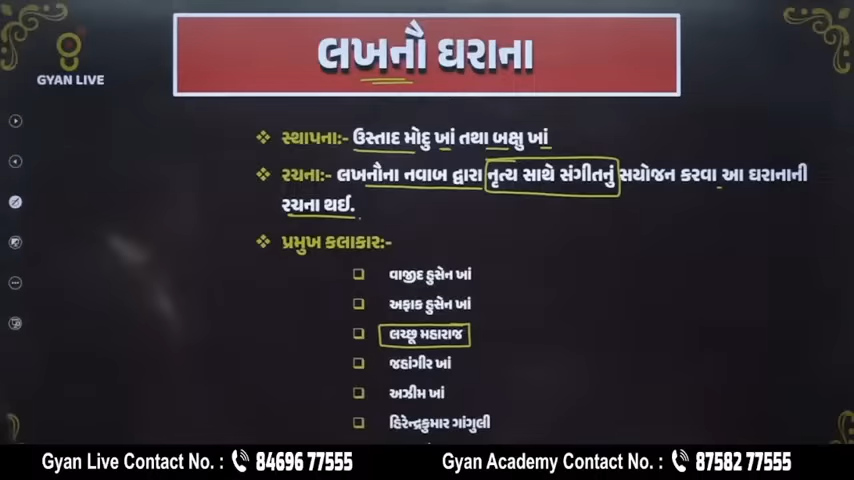 લખનૌ ઘરાના
GYAN LIVE
❖ સ્થાપના:- ઉસ્તાદ મોદુ ખાં તથા બક્ષુ ખાં
❖ રચના:- લખનૌના નવાબ દ્વારા નૃત્ય સાથે સંગીતનું સયોજન કરવા આ ઘરાનાની
રચના થઈ.
❖ પ્રમુખ કલાકાર:-
❑ વાજીદ હુસેન ખાં
❑ અફાક હુસેન ખાં
❑ લચ્છૂ મહારાજ
❑ જહાંગીર ખાં
❑ અઝીમ ખાં
❑ હિરેન્દ્રકુમાર ગાંગુલી
Gyan Live Contact No. : 84696 77555 Gyan Academy Contact No. : 87582 77555